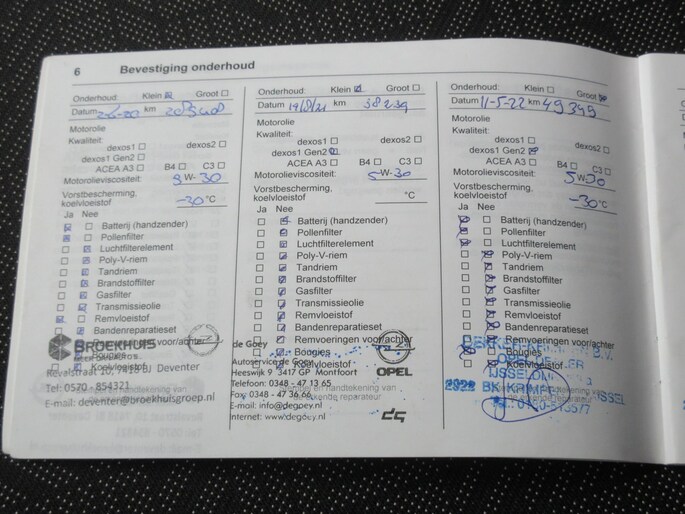 6 Bevestiging onderhoud
Onderhoud: Klein Groot
Datum km
Motorolie
Kwaliteit:
dexos1 dexos2
dexos1 Gen2
ACEA A3 B4 C3
Motorolieviscositeit: W-30
Vorstbescherming,
koelvloeistof -30°C
Ja Nee
Batterij (handzender)
Pollenfilter
Luchtfilterelement
Poly-V-riem
Tandriem
Brandstoffilter
Gasfilter
Transmissieolie
Remvloeistof
Bandenreparatieset
BROEKHUIS voor/achter
Bougies
Koelvloeistof
Revelstraat 20, BJ Deventer
Tel: 0570 - 854321
E-mail: deventer@broekhuisgroep.nl
Onderhoud: Klein Groot
Datum 19/8/21 km 38239
Motorolie
Kwaliteit:
dexos1 dexos2
dexos1 Gen2
ACEA A3 B4 C3
Motorolieviscositeit: 5-W-30
Vorstbescherming,
koelvloeistof °C
Ja Nee
Batterij (handzender)
Pollenfilter
Luchtfilterelement
Poly-V-riem
Tandriem
Brandstoffilter
Gasfilter
Transmissieolie
Remvloeistof
Bandenreparatieset
Remvoeringen voor/achter
de Goey Bougies
Koelvloeistof
Autoservice de Goey
Heeswijk 9 3417 GP Montfoort
OPEL
Telefoon: 0348 - 47 13 65
Fax: 0348 - 47 36 66
E-mail: info@degoey.nl
Internet: www.degoey.nl
dg
Onderhoud: Klein Groot
Datum 11-5-22 km 49349
Motorolie
Kwaliteit:
dexos1 dexos2
dexos1 Gen2
ACEA A3 B4 C3
Motorolieviscositeit: 5W-30
Vorstbescherming,
koelvloeistof -30°C
Ja Nee
Batterij (handzender)
Pollenfilter
Luchtfilterelement
Poly-V-riem
Tandriem
Brandstoffilter
Gasfilter
Transmissieolie
Remvloeistof
Bandenreparatieset
Remvoeringen voor/achter
Bougies
Koelvloeistof